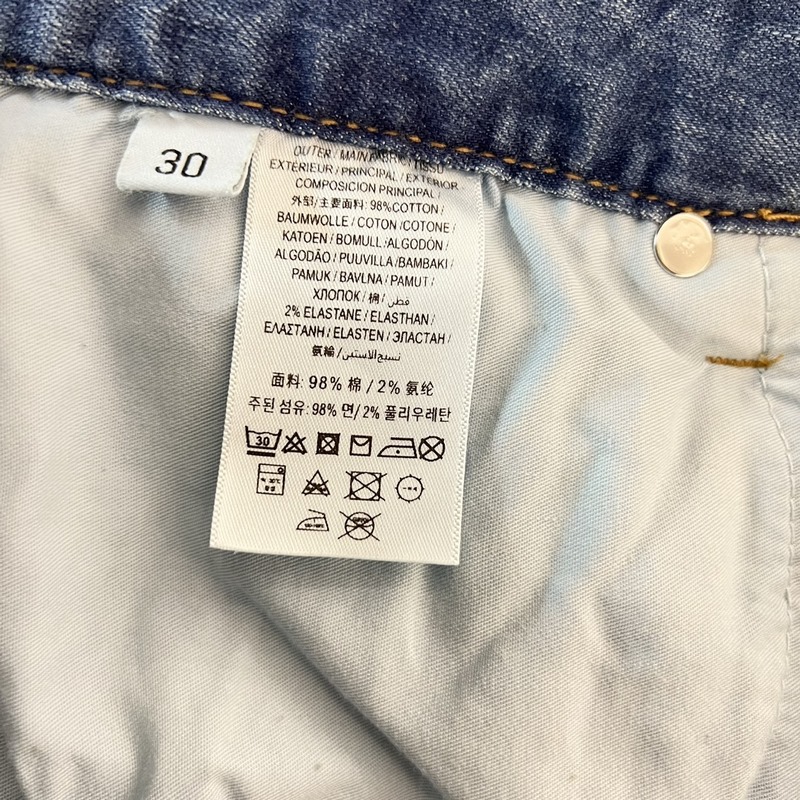 30
OUTER / MAIN FABRIC / TISSU
EXTÉRIEUR / PRINCIPAL / EXTERIOR
COMPOSICION PRINCIPAL /
外部/主要面料: 98%COTTON /
BAUMWOLLE / COTON / COTONE /
KATOEN / BOMULL / ALGODÓN /
ALGODÃO / PUUVILLA / BAMBAKI /
PAMUK / BAVLNA / PAMUT /
ХЛОПОК / 棉 / قطن
2% ELASTANE / ELASTHAN /
ΕΛΑΣΤΑΝΗ / ELASTEN / ЭЛАСТАН /
氨綸 / نسيج الاستبي
面料: 98% 棉 / 2% 氨纶
주된 섬유: 98% 면/ 2% 폴리우레탄
30